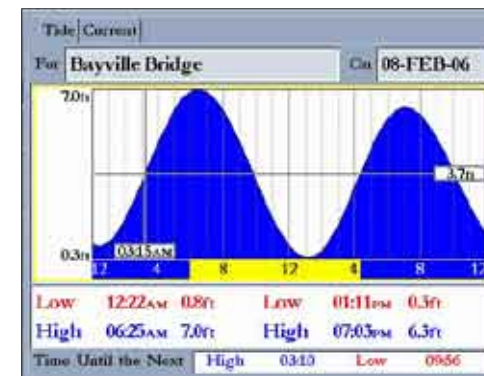 Tide Current
For Bayville Bridge On 08-FEB-06
7.0ft
3.7ft
0.3ft 03:15AM
12 4 8 12 4 8 12
Low 12:22AM 0.8ft Low 01:11PM 0.3ft
High 06:25AM 7.0ft High 07:03PM 6.3ft
Time Until the Next High 03:10 Low 09:56